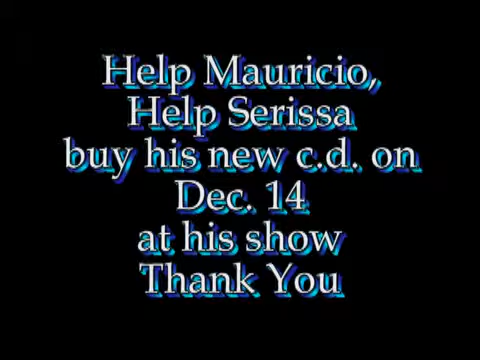 Help Mauricio,
Help Serissa
buy his new c.d. on
Dec. 14
at his show
Thank You